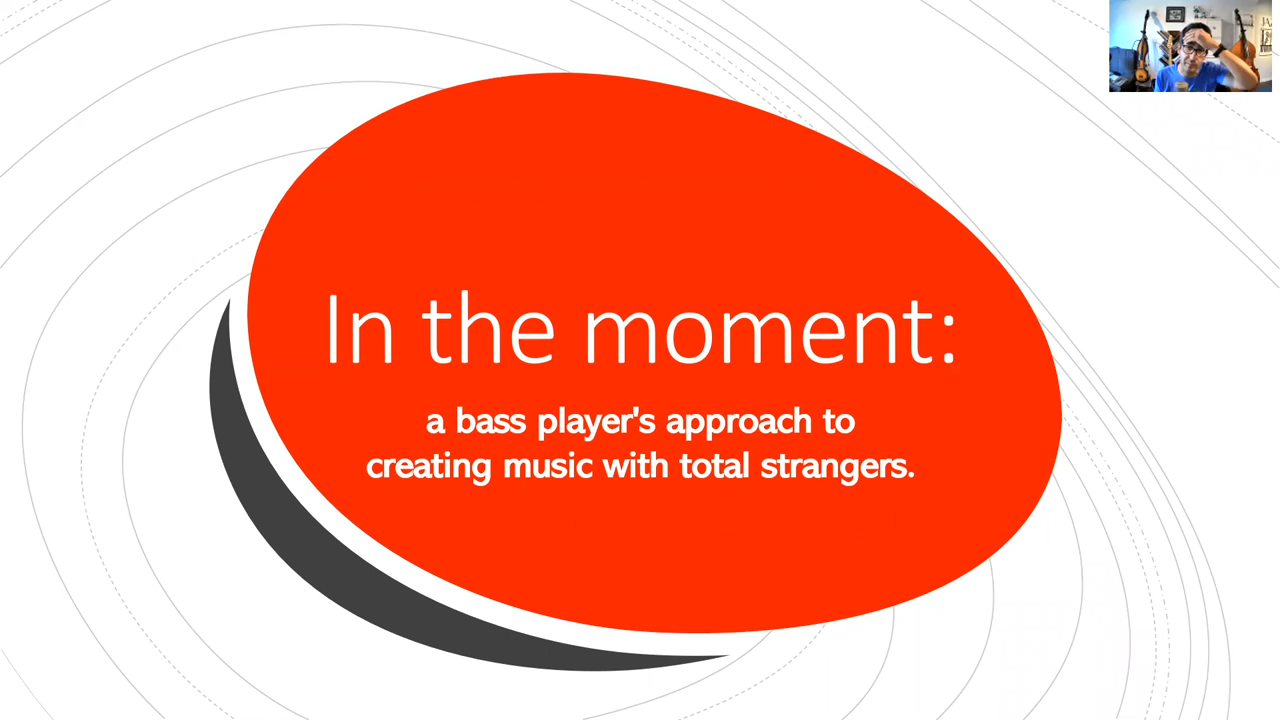 In the moment:
a bass player's approach to
creating music with total strangers.